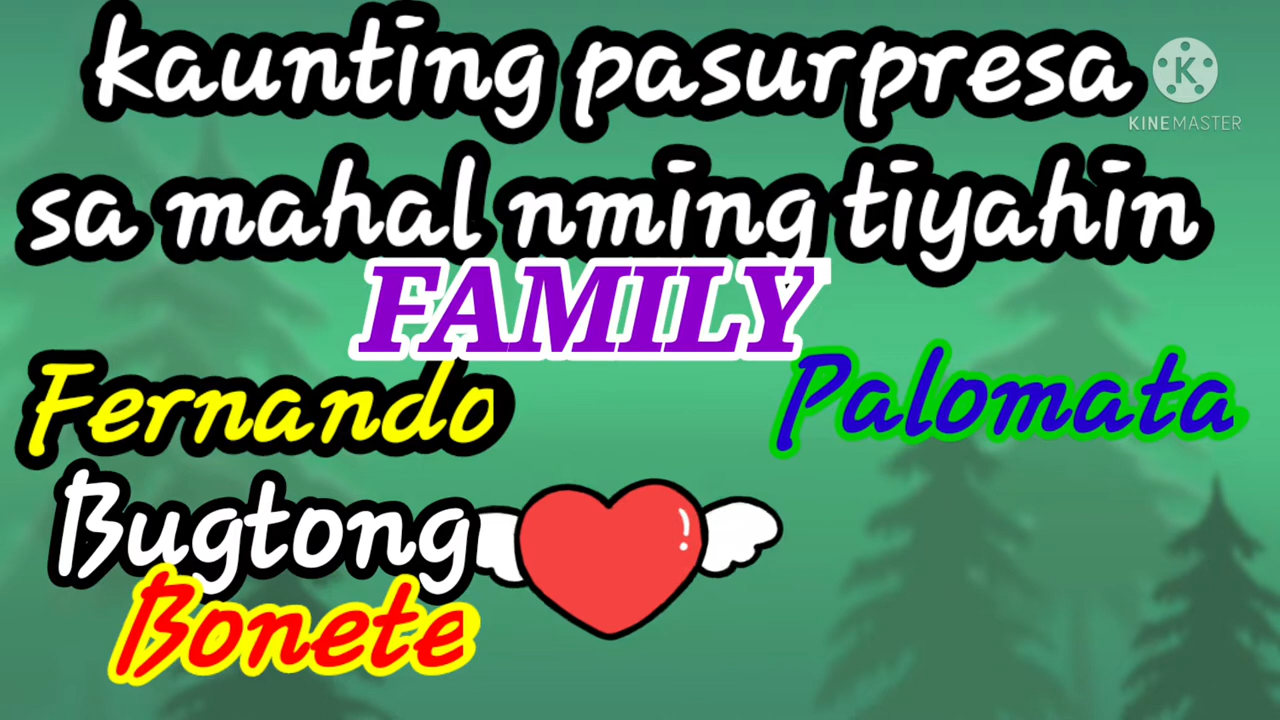 kaunting pasurpresa
KINEMASTER
sa mahal nming tiyahin
FAMILY
Fernando
Palomata
Bugtong
Bonete